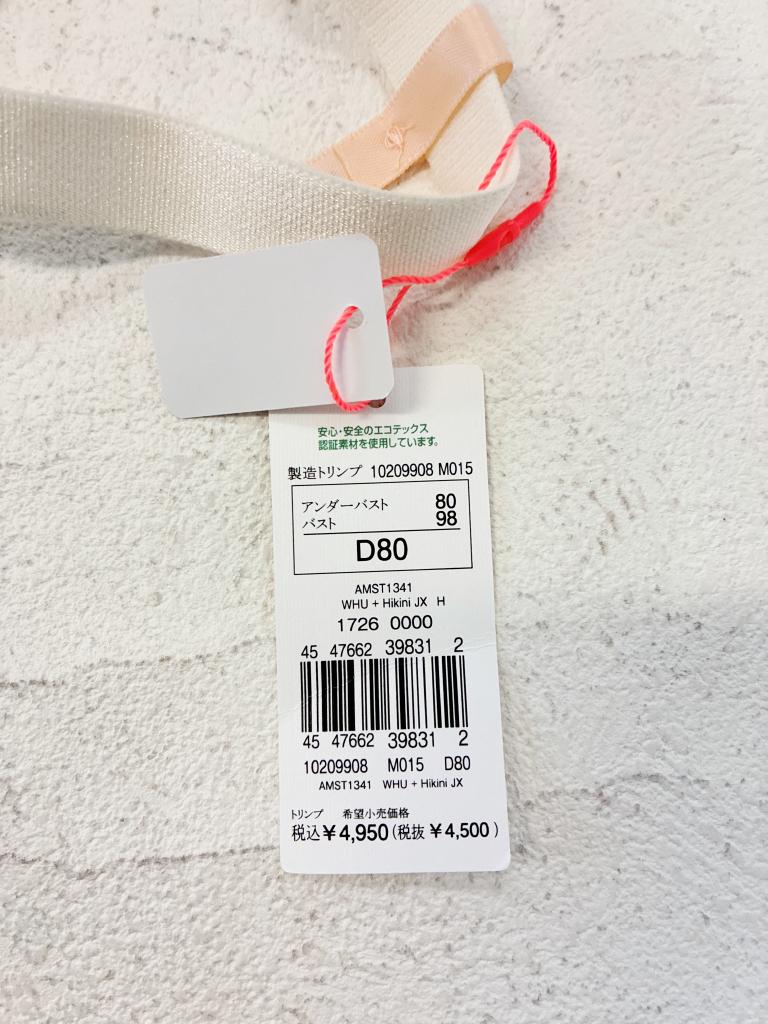 安心・安全のエコテックス
認証素材を使用しています。
製造トリンプ 10209908 M015
アンダーバスト 80
バスト 98
D80
AMST1341
WHU + Hikini JX H
1726 0000
45 47662 39831 2
45 47662 39831 2
10209908 M015 D80
AMST1341 WHU + Hikini JX
トリンプ 希望小売価格
税込¥4,950(税抜¥4,500)